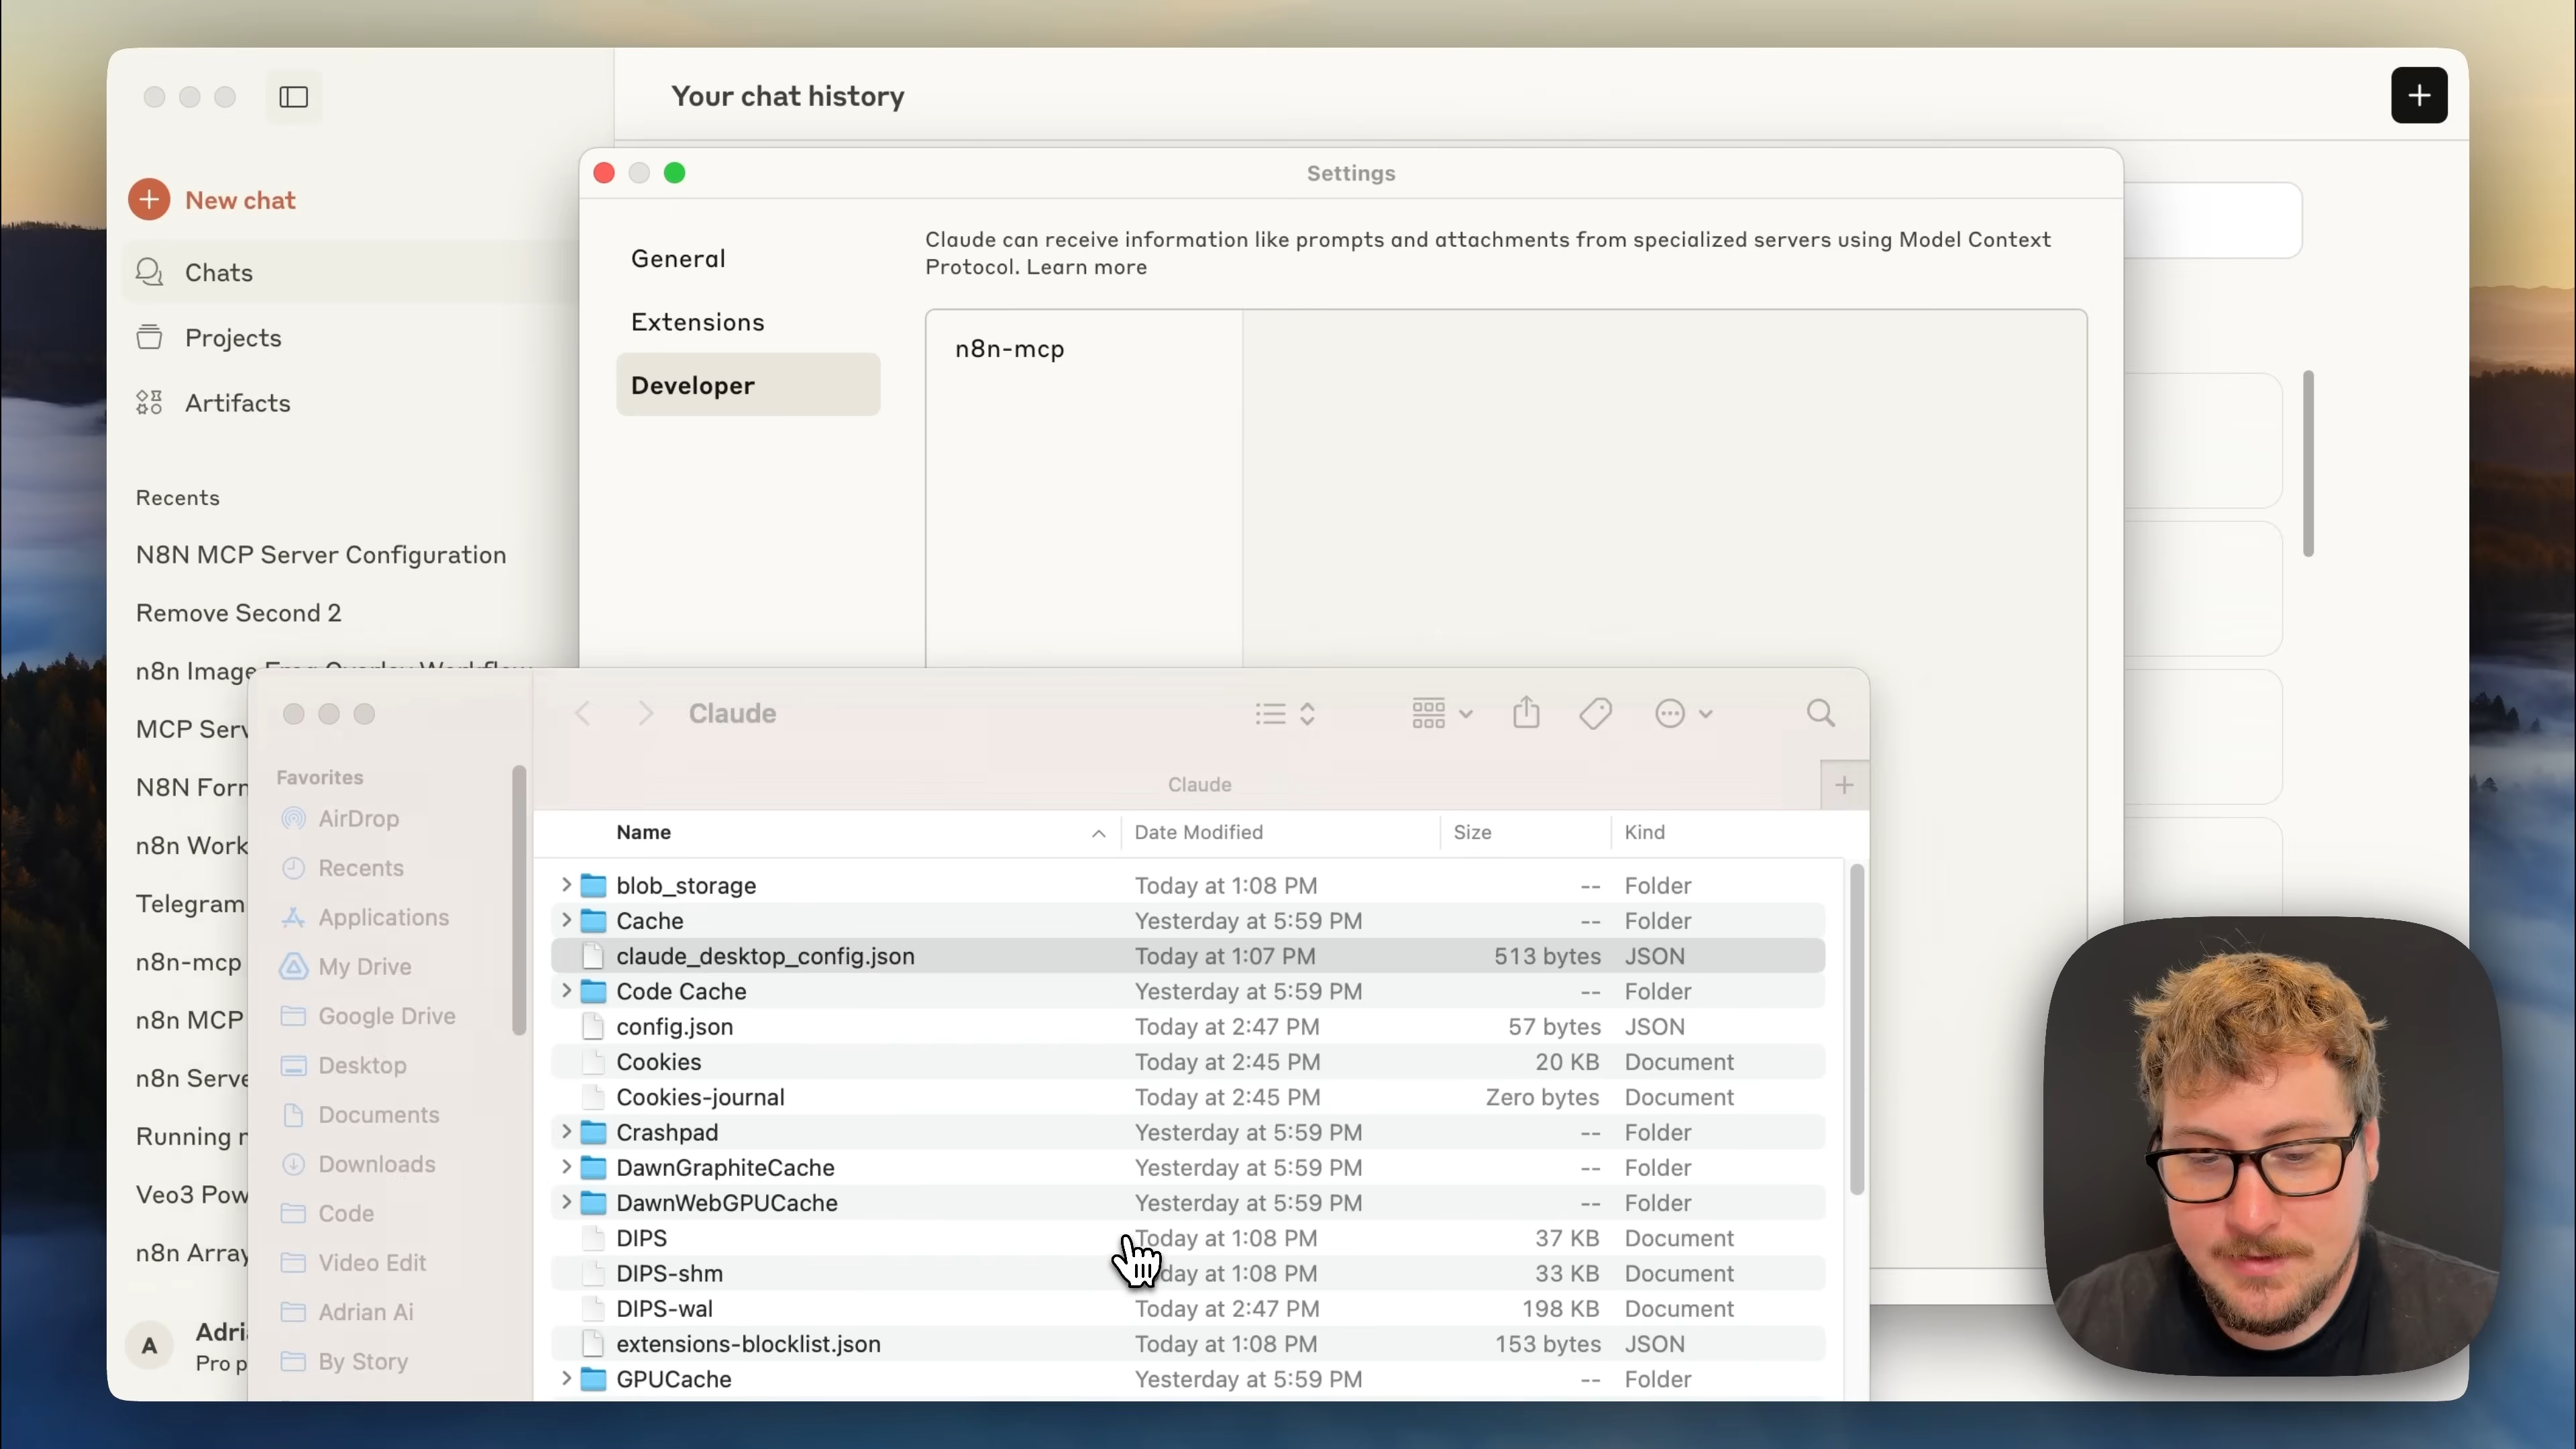 Your chat history
New chat
Chats
Projects
Artifacts
Recents
N8N MCP Server Configuration
Remove Second 2
n8n Image Frog Overlay Workflow
MCP Serv
N8N Forn
n8n Work
Telegram
n8n-mcp
n8n MCP
n8n Serve
Running n
Veo3 Pow
n8n Array
A
Adri
Pro p
Settings
General
Extensions
Developer
Claude can receive information like prompts and attachments from specialized servers using Model Context
Protocol. Learn more
n8n-mcp
Claude
Favorites
AirDrop
Recents
Applications
My Drive
Google Drive
Desktop
Documents
Downloads
Code
Video Edit
Adrian Ai
By Story
Claude
Name Date Modified Size Kind
blob_storage Today at 1:08 PM -- Folder
Cache Yesterday at 5:59 PM -- Folder
claude_desktop_config.json Today at 1:07 PM 513 bytes JSON
Code Cache Yesterday at 5:59 PM -- Folder
config.json Today at 2:47 PM 57 bytes JSON
Cookies Today at 2:45 PM 20 KB Document
Cookies-journal Today at 2:45 PM Zero bytes Document
Crashpad Yesterday at 5:59 PM -- Folder
DawnGraphiteCache Yesterday at 5:59 PM -- Folder
DawnWebGPUCache Yesterday at 5:59 PM -- Folder
DIPS Today at 1:08 PM 37 KB Document
DIPS-shm day at 1:08 PM 33 KB Document
DIPS-wal Today at 2:47 PM 198 KB Document
extensions-blocklist.json Today at 1:08 PM 153 bytes JSON
GPUCache Yesterday at 5:59 PM -- Folder